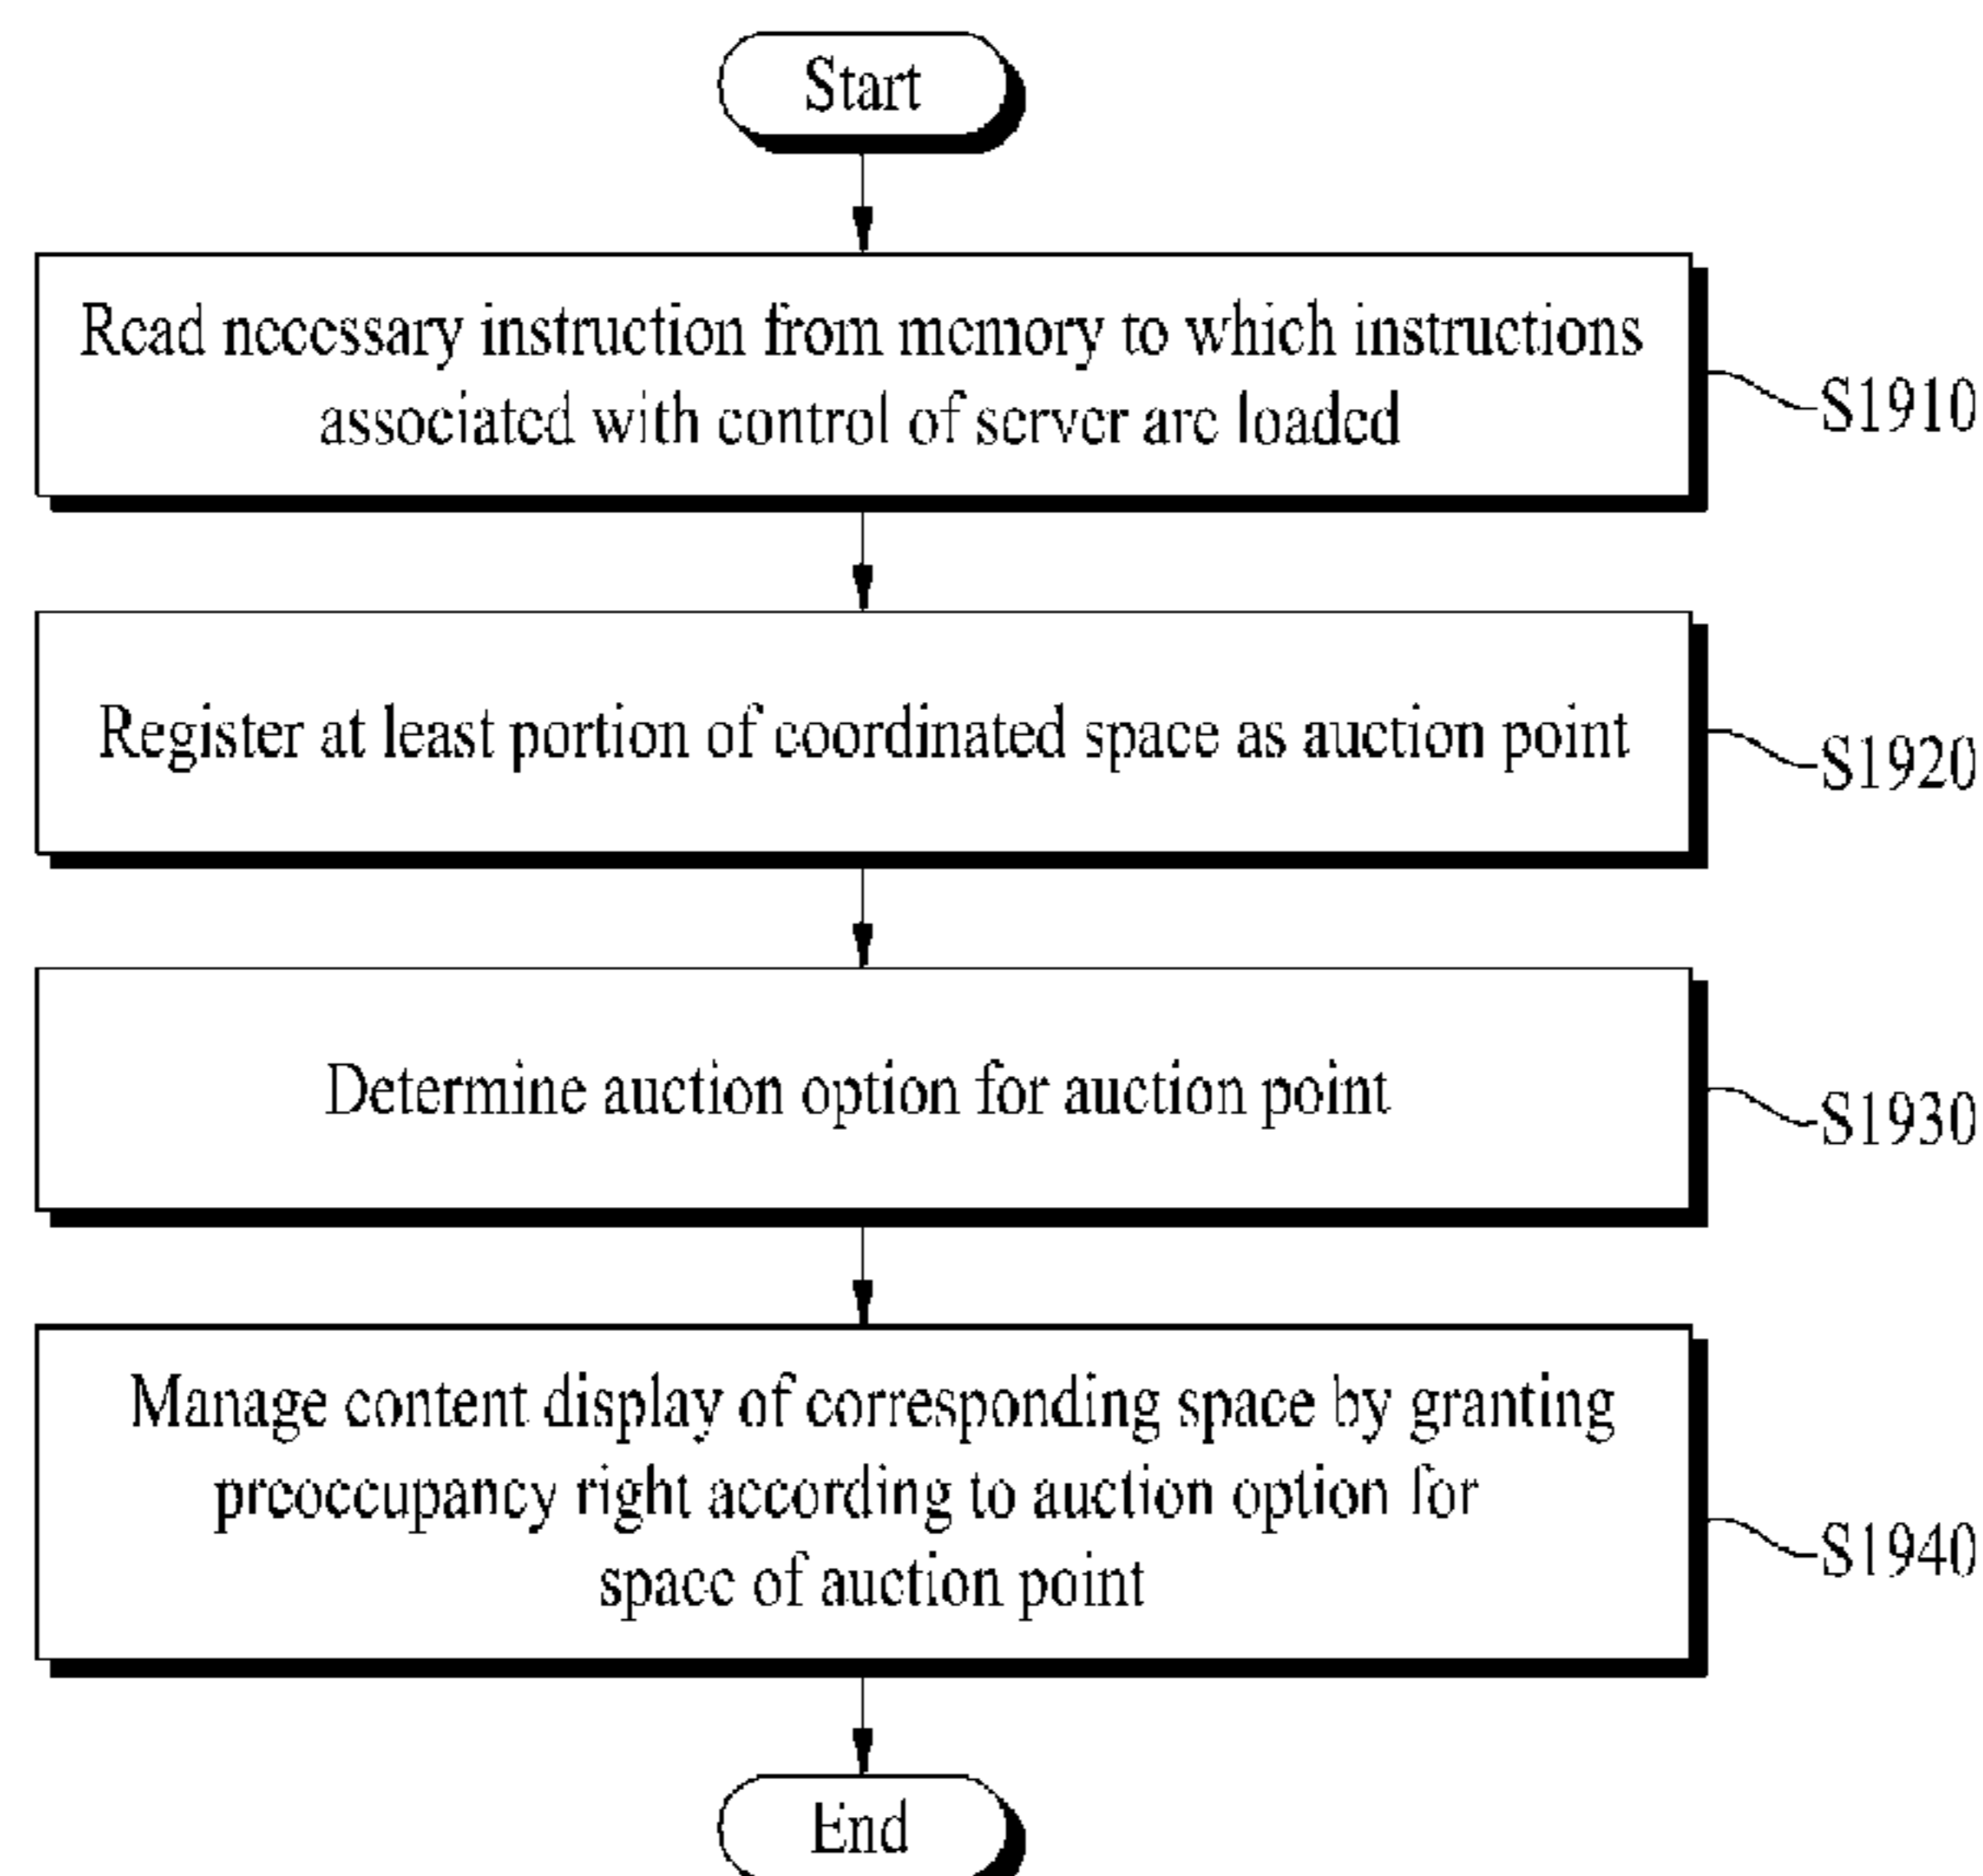 Start
Read necessary instruction from memory to which instructions
associated with control of server are loaded
S1910
Register at least portion of coordinated space as auction point
S1920
Determine auction option for auction point
S1930
Manage content display of corresponding space by granting
preoccupancy right according to auction option for
space of auction point
S1940
End